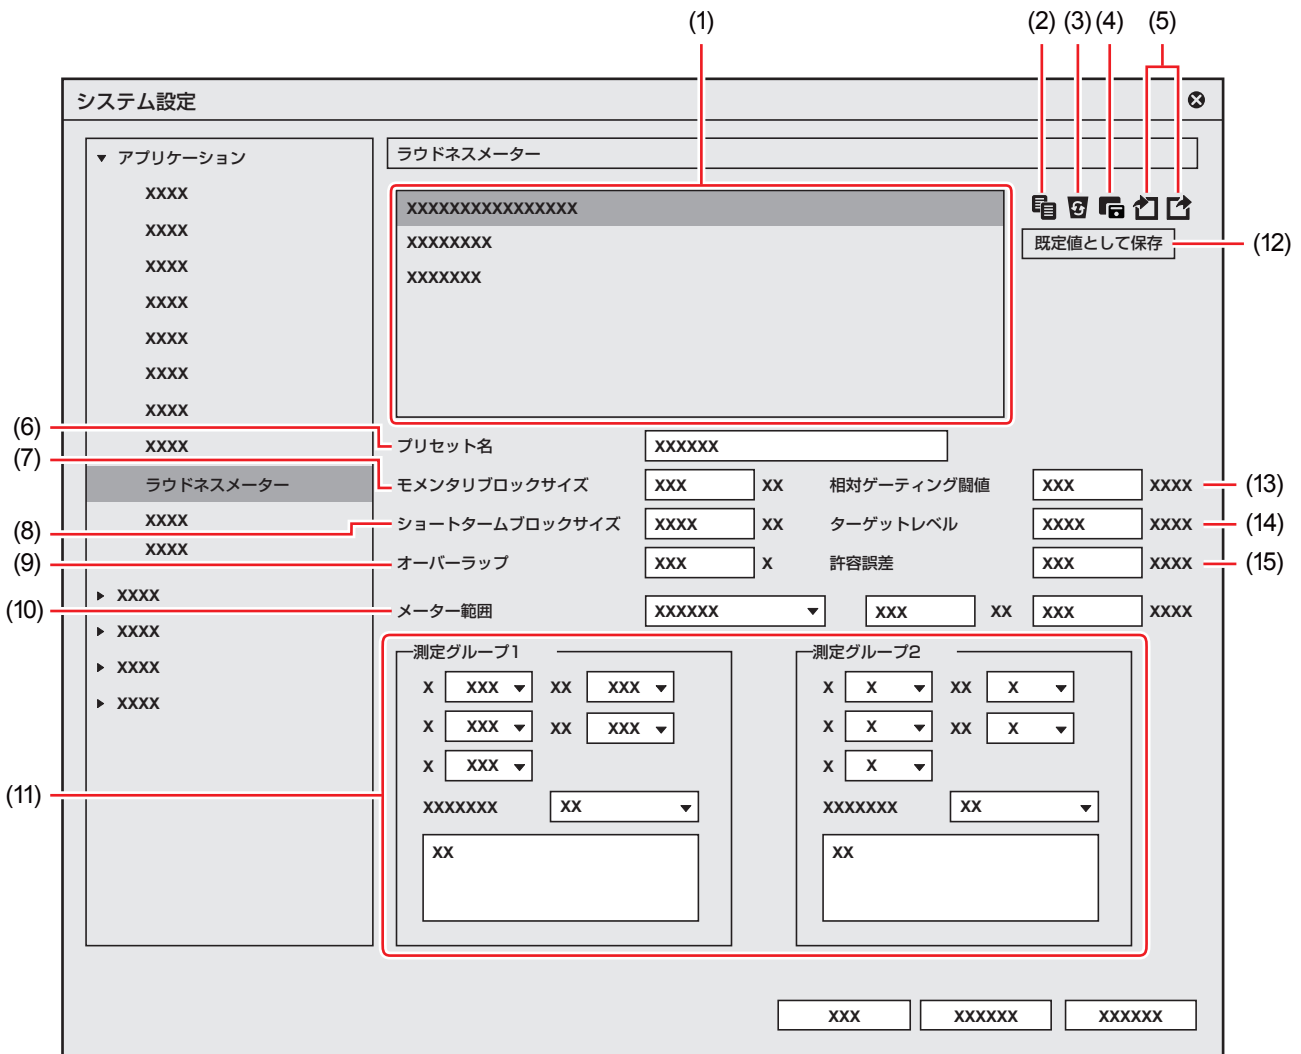 (1)
(2) (3) (4) (5)
システム設定
アプリケーション
XXXX
XXXX
XXXX
XXXX
XXXX
XXXX
XXXX
XXXX
ラウドネスメーター
XXXX
XXXX
XXXX
XXXX
XXXX
XXXX
ラウドネスメーター
XXXXXXXXXXXXXXXX
XXXXXXXX
XXXXXXX
既定値として保存
(12)
(6)
プリセット名 XXXXXX
(7)
モメンタリブロックサイズ XXX XX 相対ゲーティング闘値 XXX XXXX (13)
(8)
ショートタームブロックサイズ XXXX XX ターゲットレベル XXXX XXXX (14)
(9)
オーバーラップ XXX X 許容誤差 XXX XXXX (15)
(10)
メーター範囲 XXXXXX XXX XX XXX XXXX
(11)
測定グループ1
X XXX XX XXX
X XXX XX XXX
X XXX
XXXXXXX XX
XX
測定グループ2
X X XX X
X X XX X
X X
XXXXXXX XX
XX
XXX XXXXXX XXXXXX